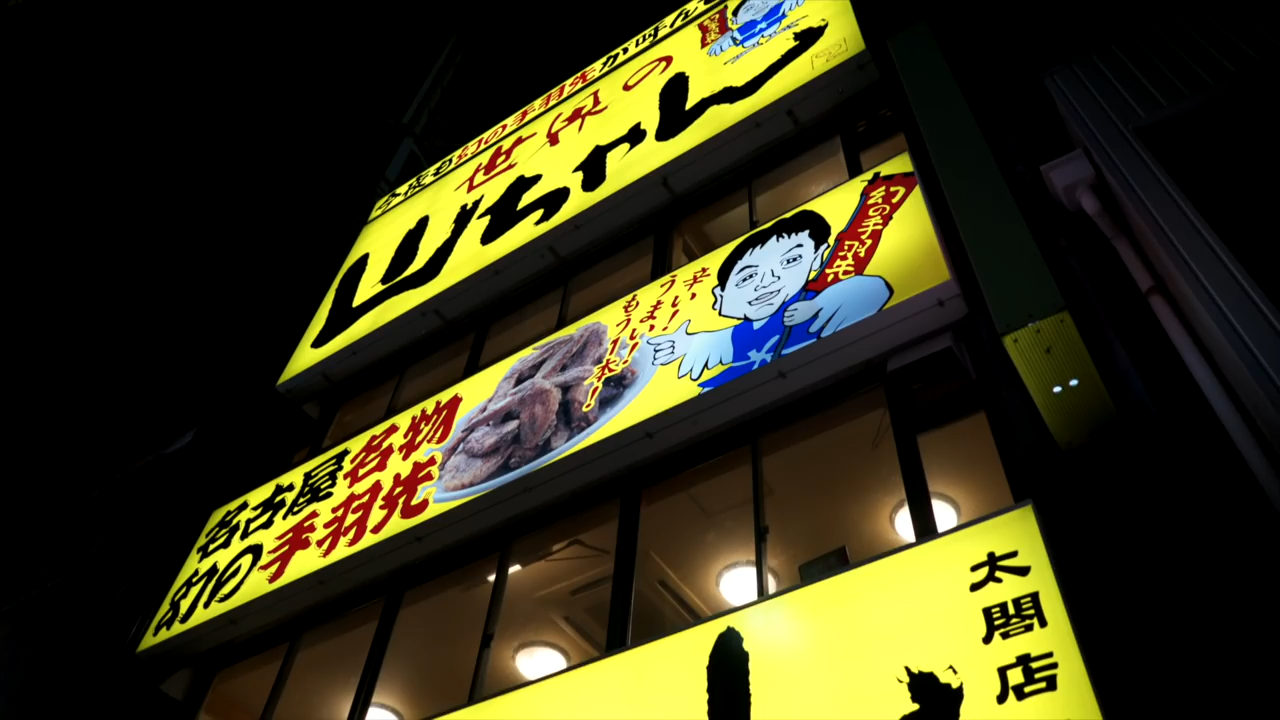 今夜も幻の手羽先が呼んで
世界の
山ちゃん
幻の手羽先
辛い!
うまい!
もう1本!
名古屋名物
幻の手羽先
太閤店